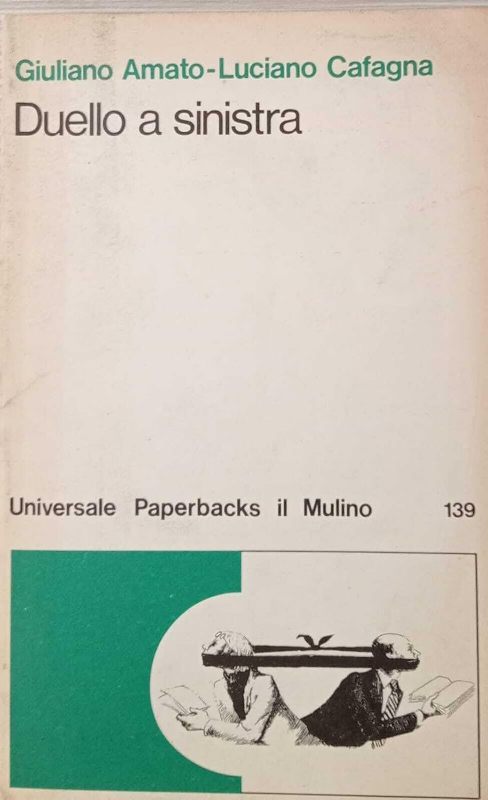 Giuliano Amato-Luciano Cafagna
Duello a sinistra
Universale Paperbacks il Mulino 139